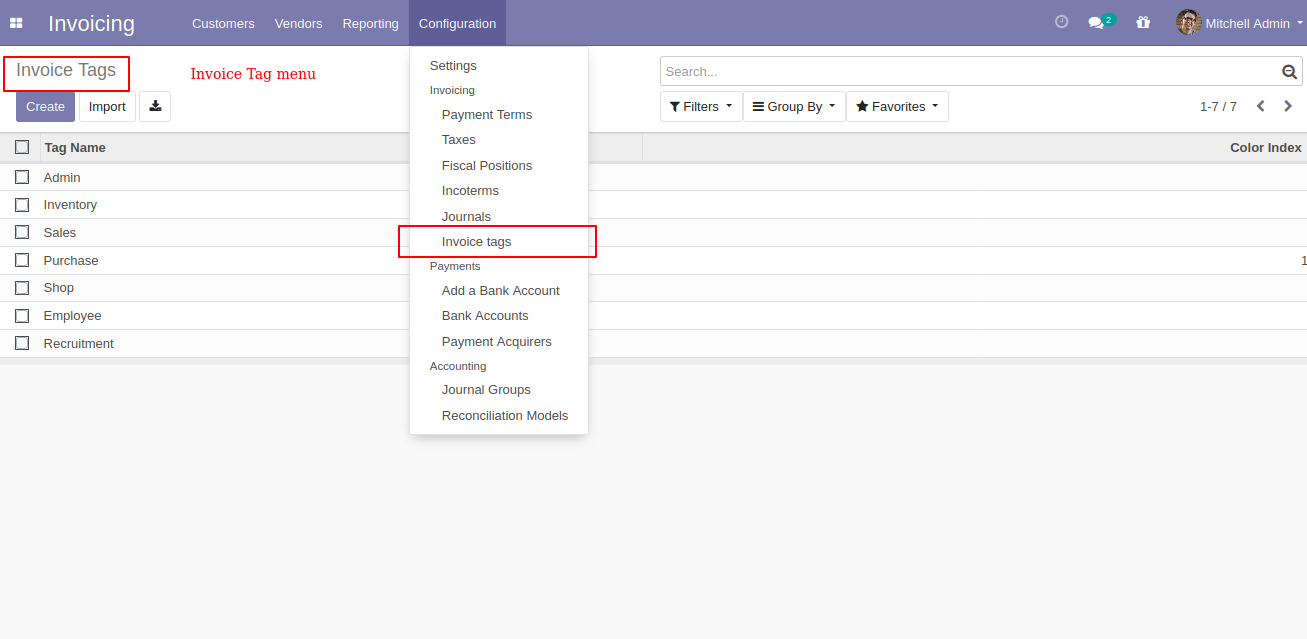 Invoicing
Customers Vendors Reporting Configuration
2
Mitchell Admin
Invoice Tags
Invoice Tag menu
Search...
Create Import
Filters Group By Favorites
1-7 / 7
Settings
Invoicing
Payment Terms
Taxes
Fiscal Positions
Incoterms
Journals
Invoice tags
Payments
Add a Bank Account
Bank Accounts
Payment Acquirers
Accounting
Journal Groups
Reconciliation Models
Tag Name Color Index
Admin
Inventory
Sales
Purchase 1
Shop
Employee
Recruitment